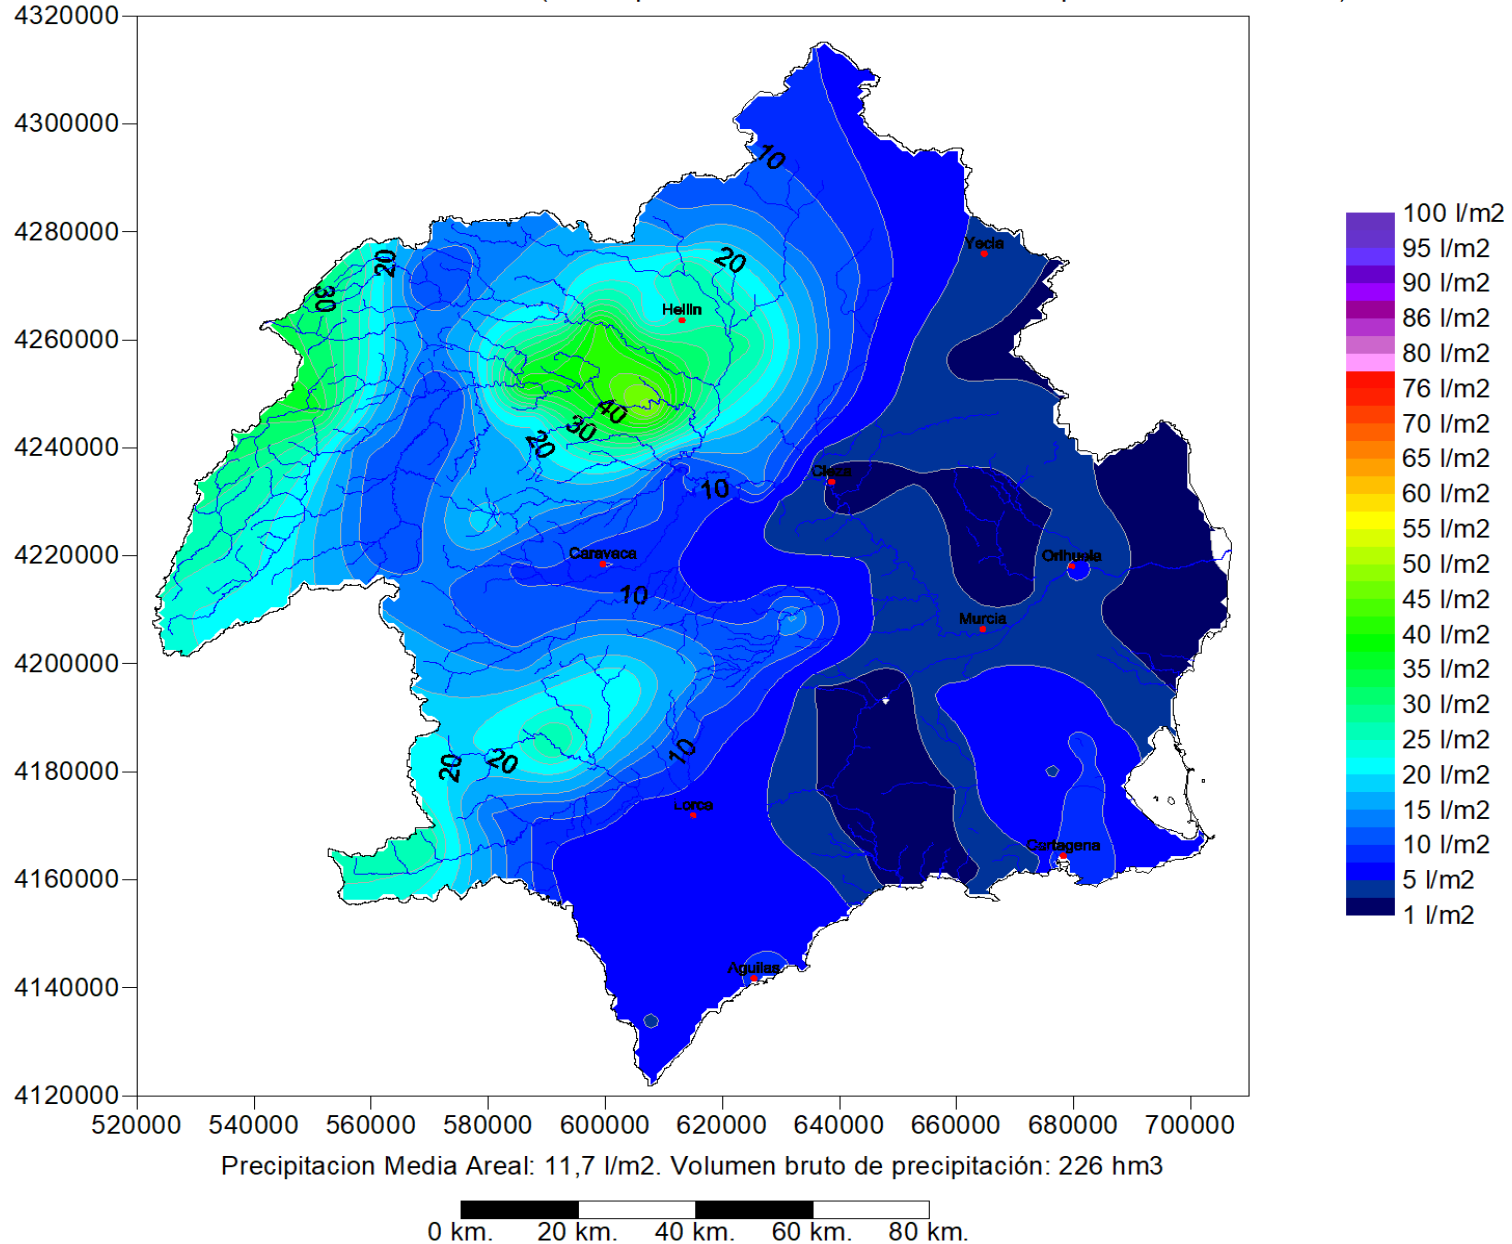 4320000
4300000
4280000
4260000
4240000
4220000
4200000
4180000
4160000
4140000
4120000
520000 540000 560000 580000 600000 620000 640000 660000 680000 700000
10
Yecla
20
20
30
Hellin
40
30
20
Cieza
10
Caravaca
Orihuela
10
Murcia
10
20
20
Lorca
Cartagena
Aguilas
100 l/m2
95 l/m2
90 l/m2
86 l/m2
80 l/m2
76 l/m2
70 l/m2
65 l/m2
60 l/m2
55 l/m2
50 l/m2
45 l/m2
40 l/m2
35 l/m2
30 l/m2
25 l/m2
20 l/m2
15 l/m2
10 l/m2
5 l/m2
1 l/m2
Precipitacion Media Areal: 11,7 l/m2. Volumen bruto de precipitación: 226 hm3
0 km. 20 km. 40 km. 60 km. 80 km.